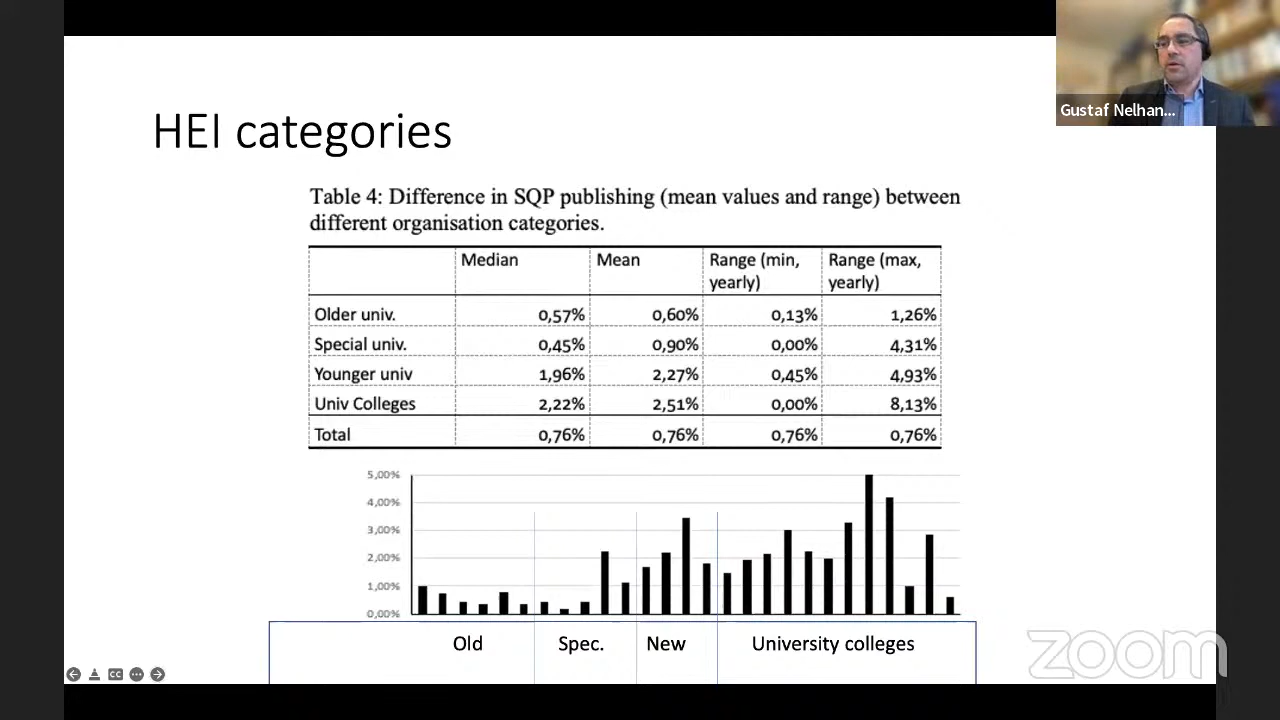 HEI categories
Gustaf Nelhan...
Table 4: Difference in SQP publishing (mean values and range) between
different organisation categories.
Median Mean Range (min, yearly) Range (max, yearly)
Older univ. 0,57% 0,60% 0,13% 1,26%
Special univ. 0,45% 0,90% 0,00% 4,31%
Younger univ 1,96% 2,27% 0,45% 4,93%
Univ Colleges 2,22% 2,51% 0,00% 8,13%
Total 0,76% 0,76% 0,76% 0,76%
5,00%
4,00%
3,00%
2,00%
1,00%
0,00%
Old Spec. New University colleges
CC
zoom